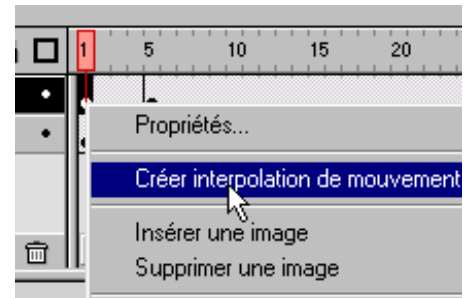 1 5 10 15 20
Propriétés...
Créer interpolation de mouvement
Insérer une image
Supprimer une image